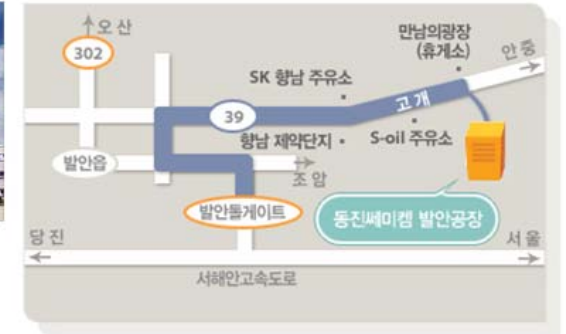 오산
302
만남의광장
(휴게소)
안중
SK 향남 주유소
고개
39
향남 제약단지
S-oil 주유소
발안읍
조암
발안톨게이트
동진쎄미켐 발안공장
당진
서울
서해안고속도로